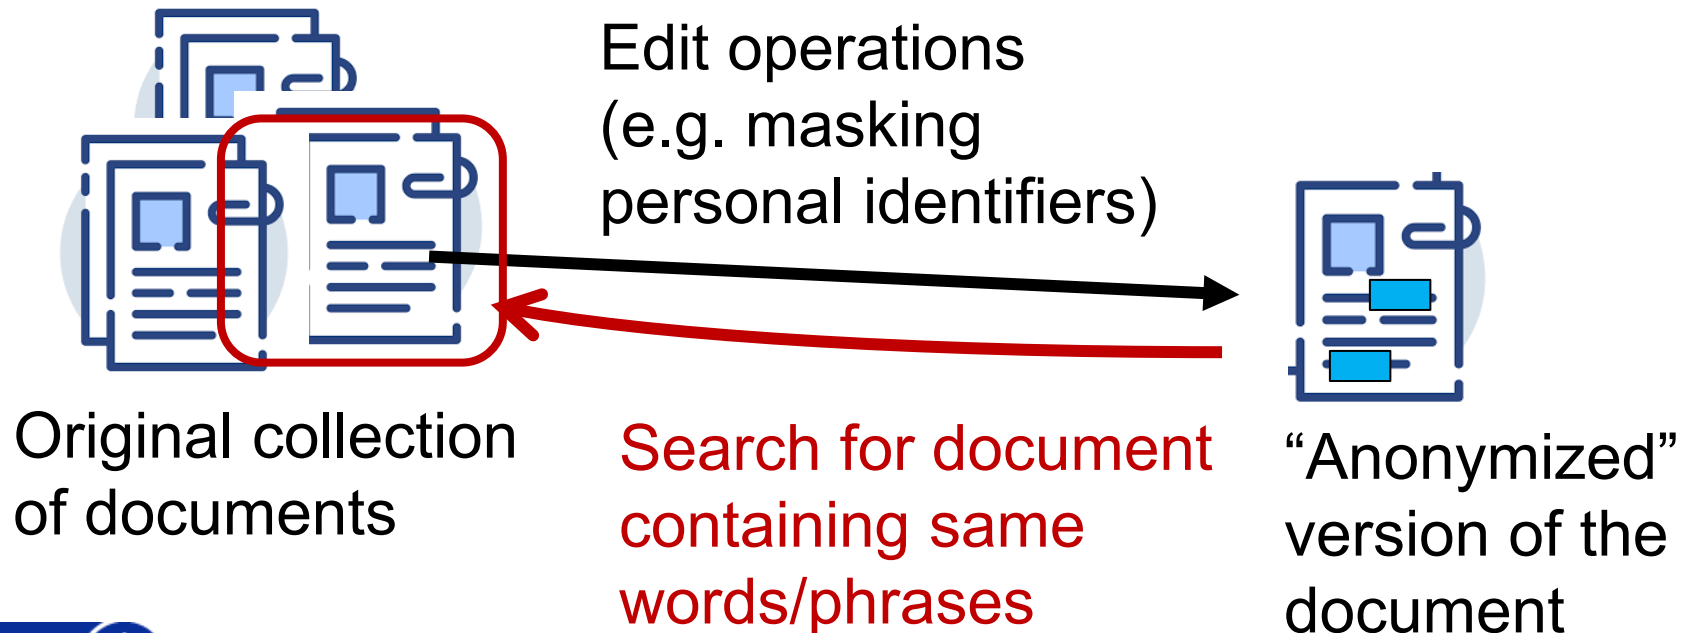 Edit operations
(e.g. masking
personal identifiers)
Original collection
of documents
Search for document
containing same
words/phrases
“Anonymized”
version of the
document